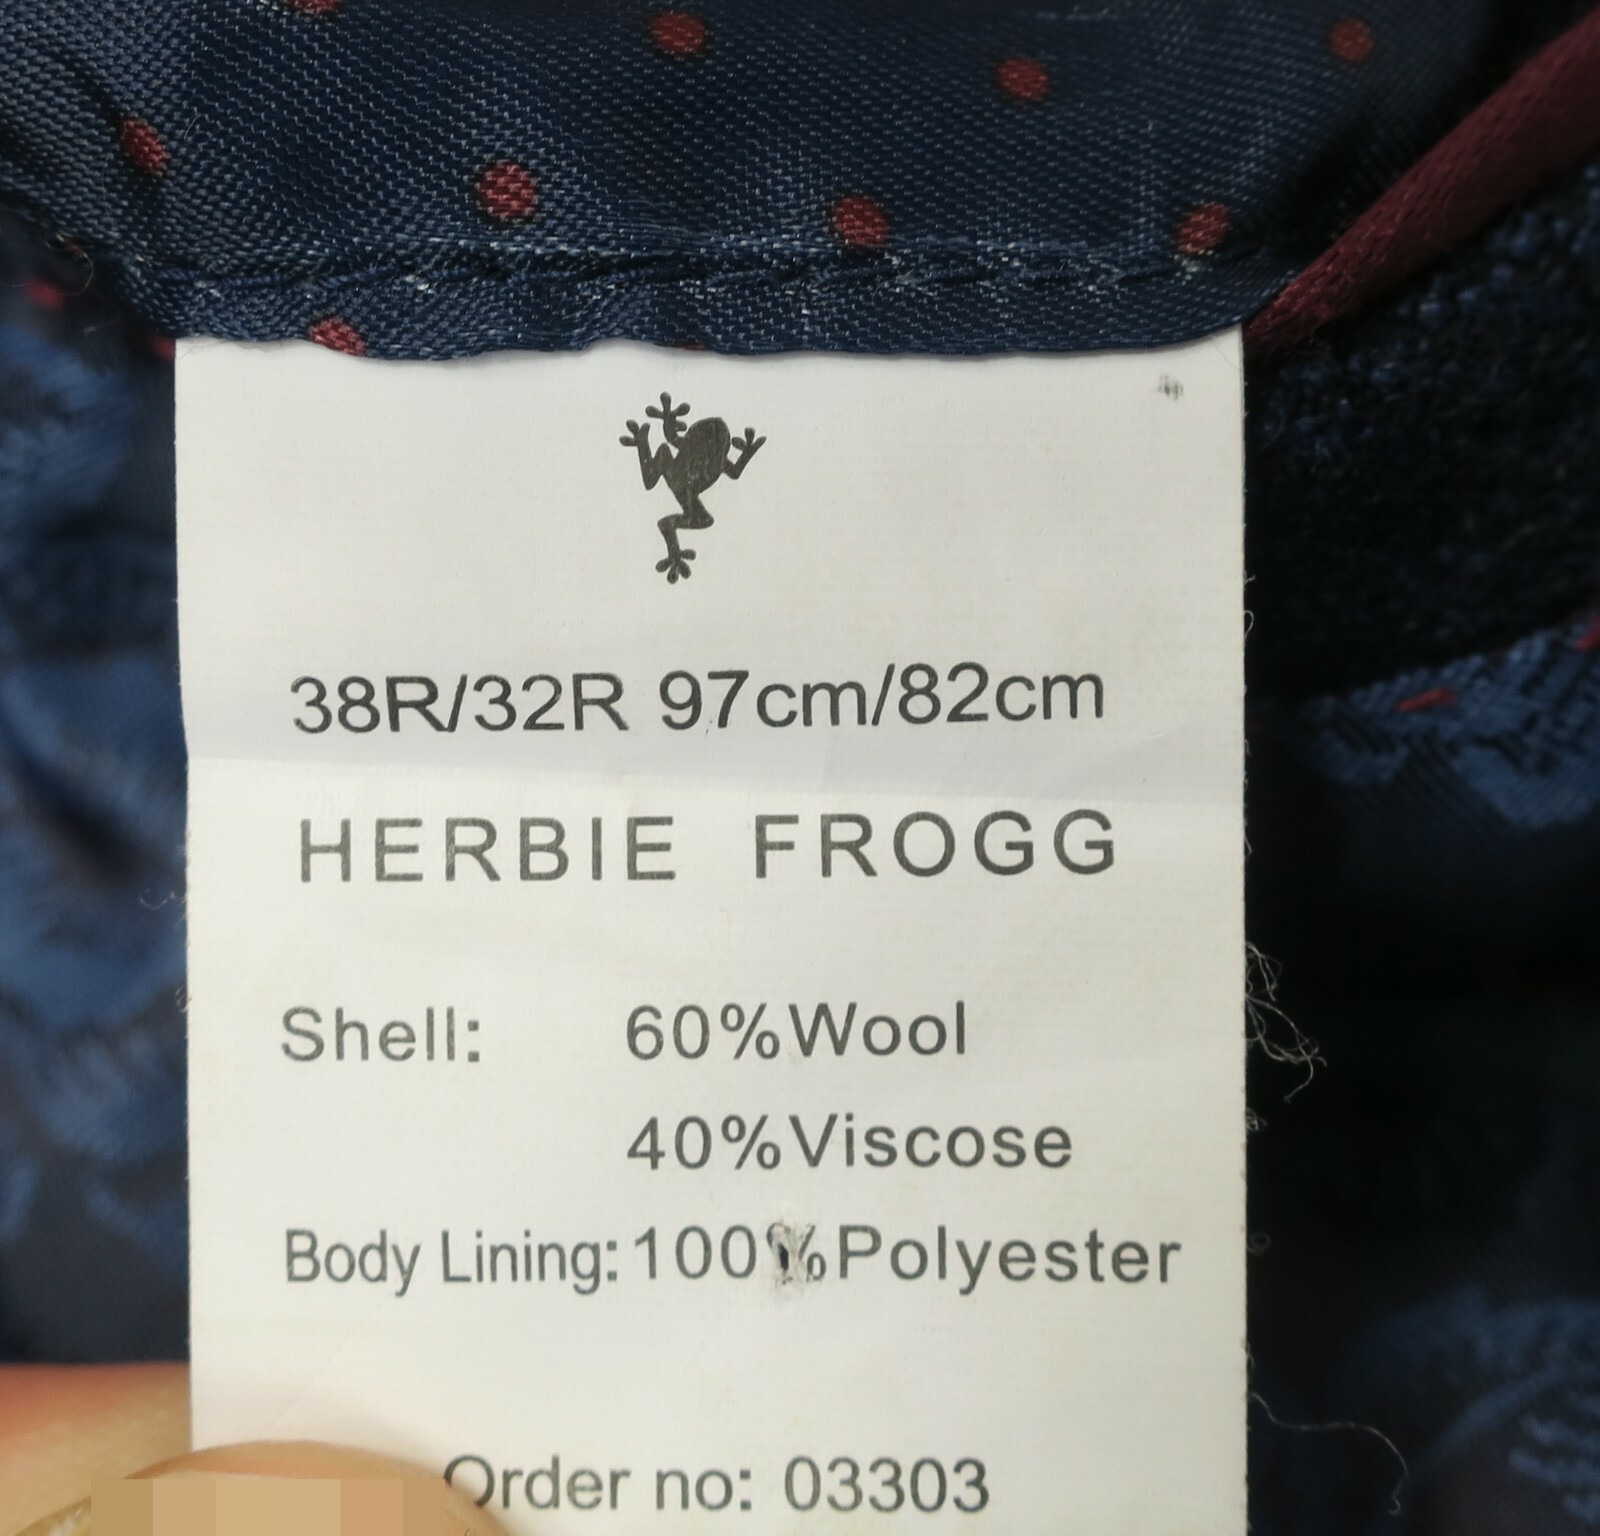 38R/32R 97cm/82cm
HERBIE FROGG
Shell: 60%Wool
40%Viscose
Body Lining:100%Polyester
Order no: 03303